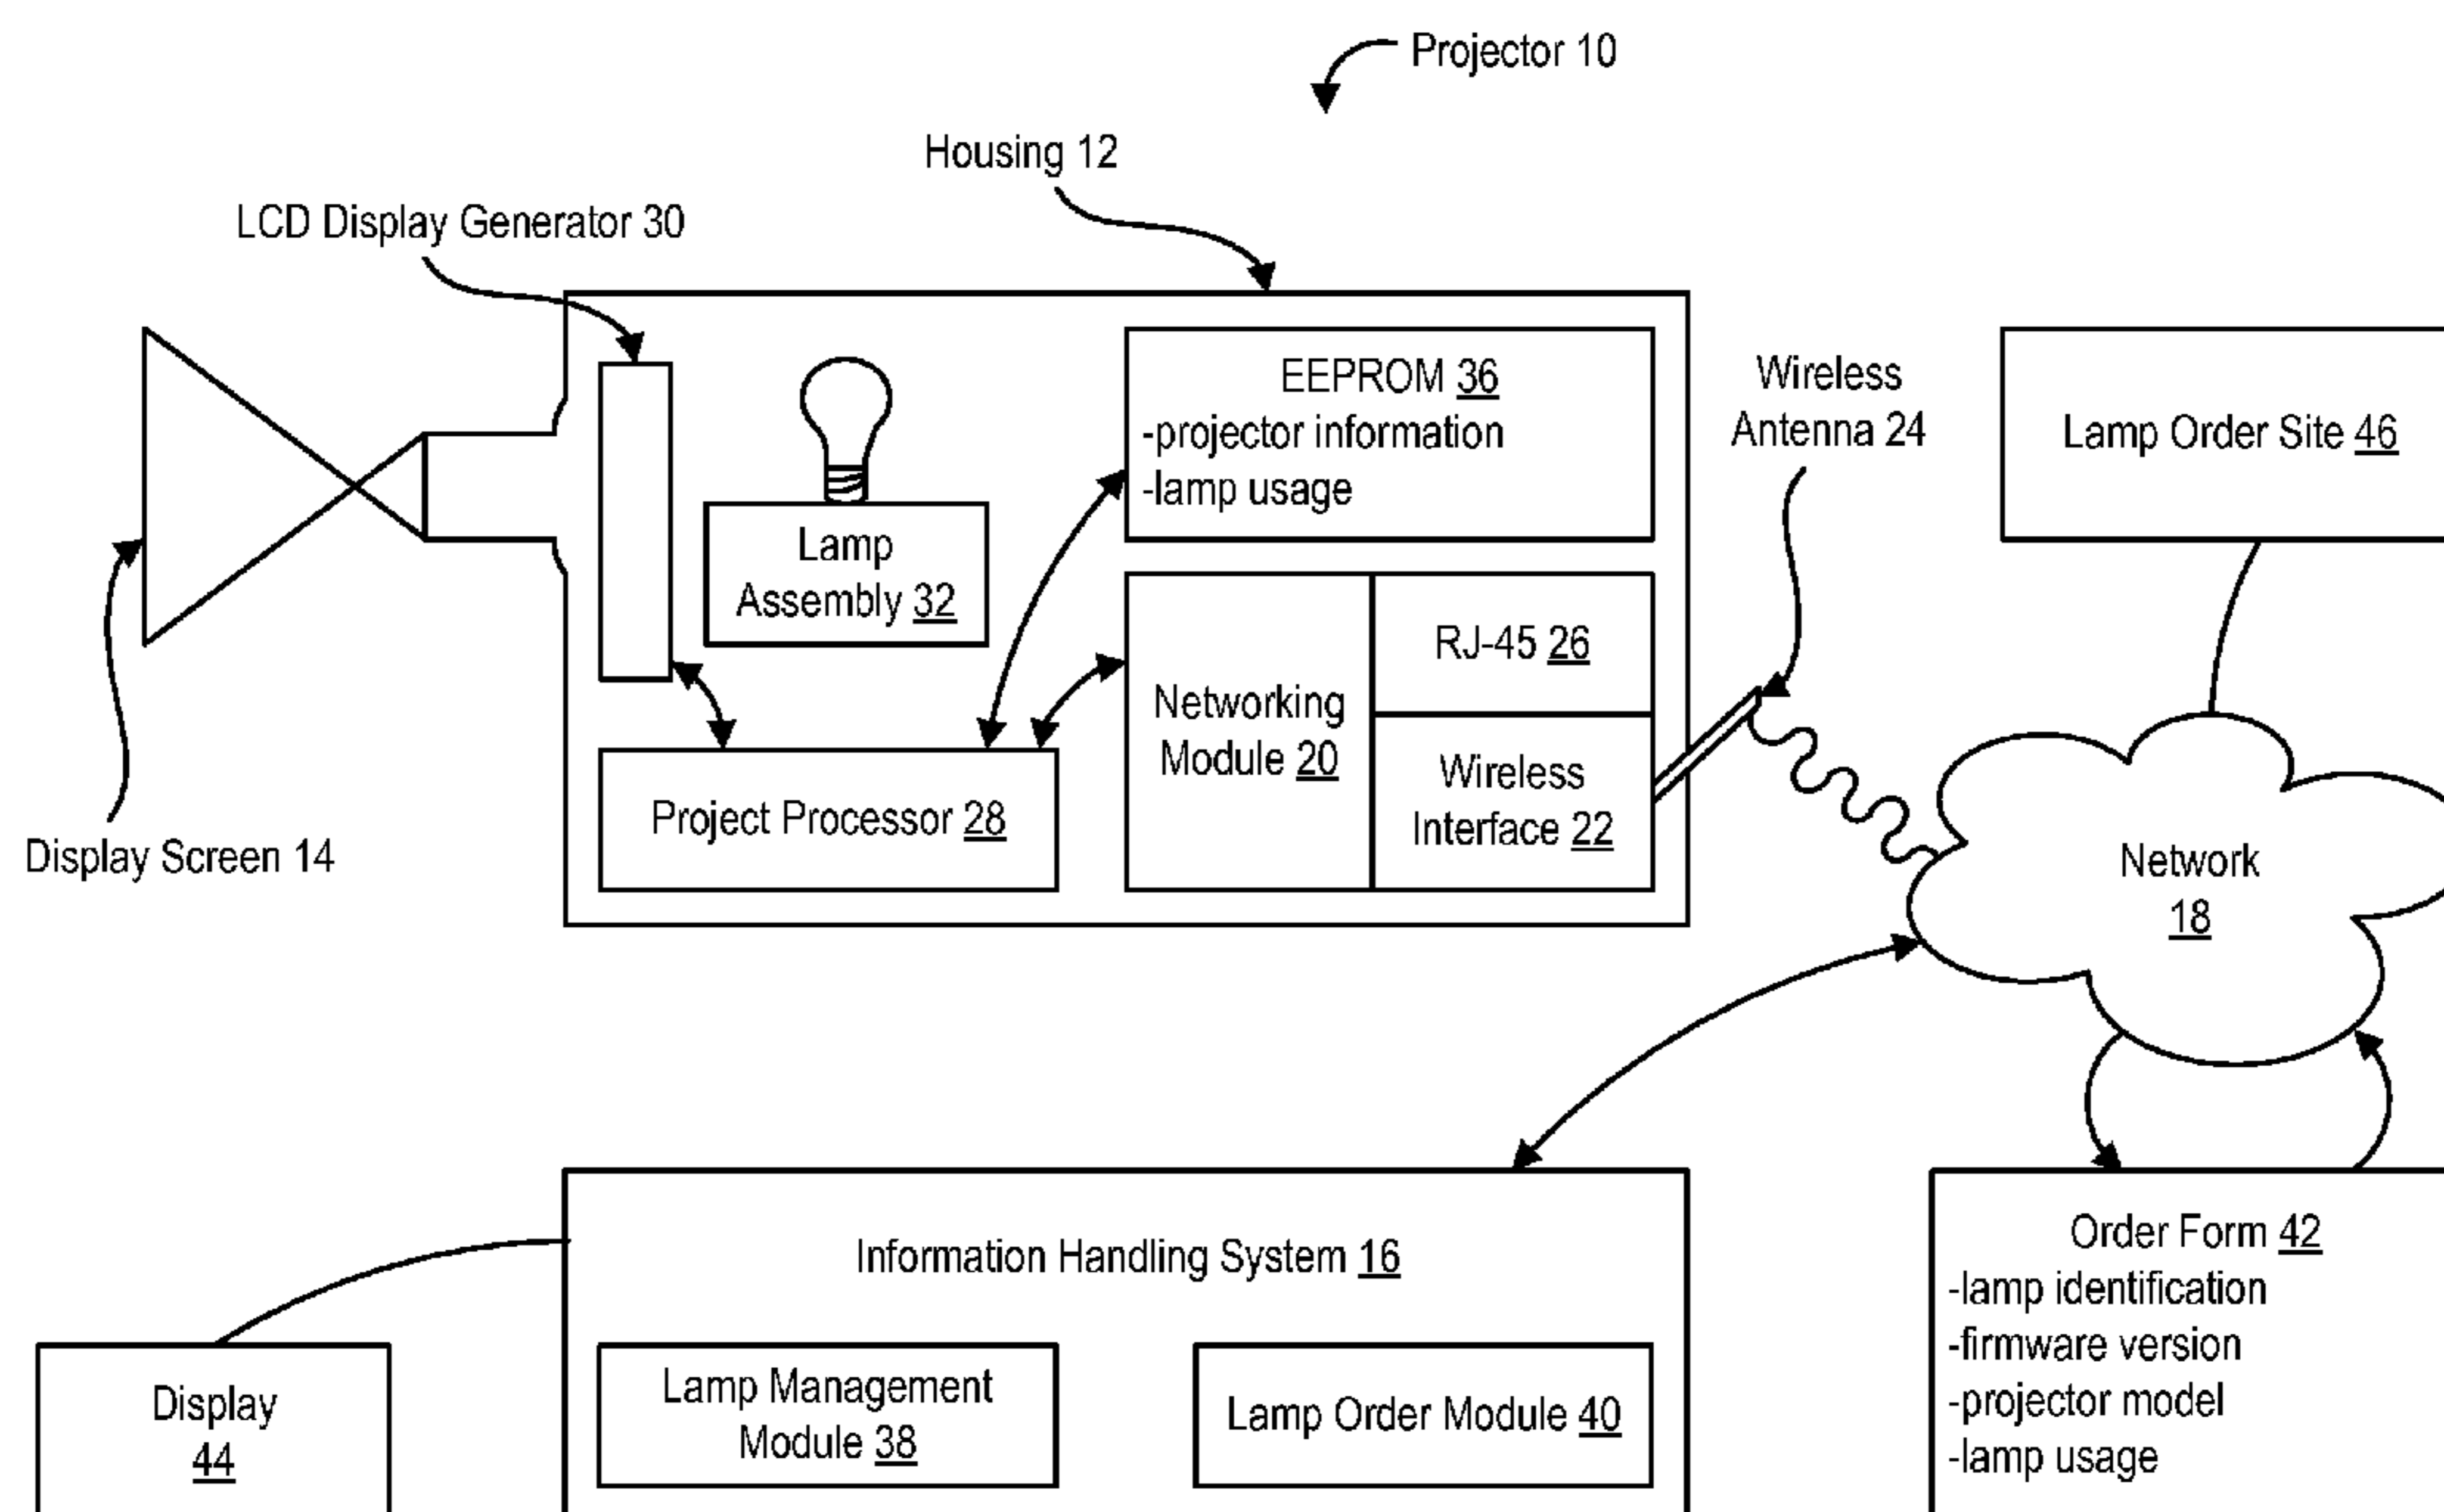 Projector 10
Housing 12
LCD Display Generator 30
EEPROM 36
-projector information
-lamp usage
Wireless
Antenna 24
Lamp Order Site 46
Lamp
Assembly 32
RJ-45 26
Networking
Module 20
Wireless
Interface 22
Project Processor 28
Display Screen 14
Network
18
Information Handling System 16
Order Form 42
-lamp identification
-firmware version
-projector model
-lamp usage
Display
44
Lamp Management
Module 38
Lamp Order Module 40